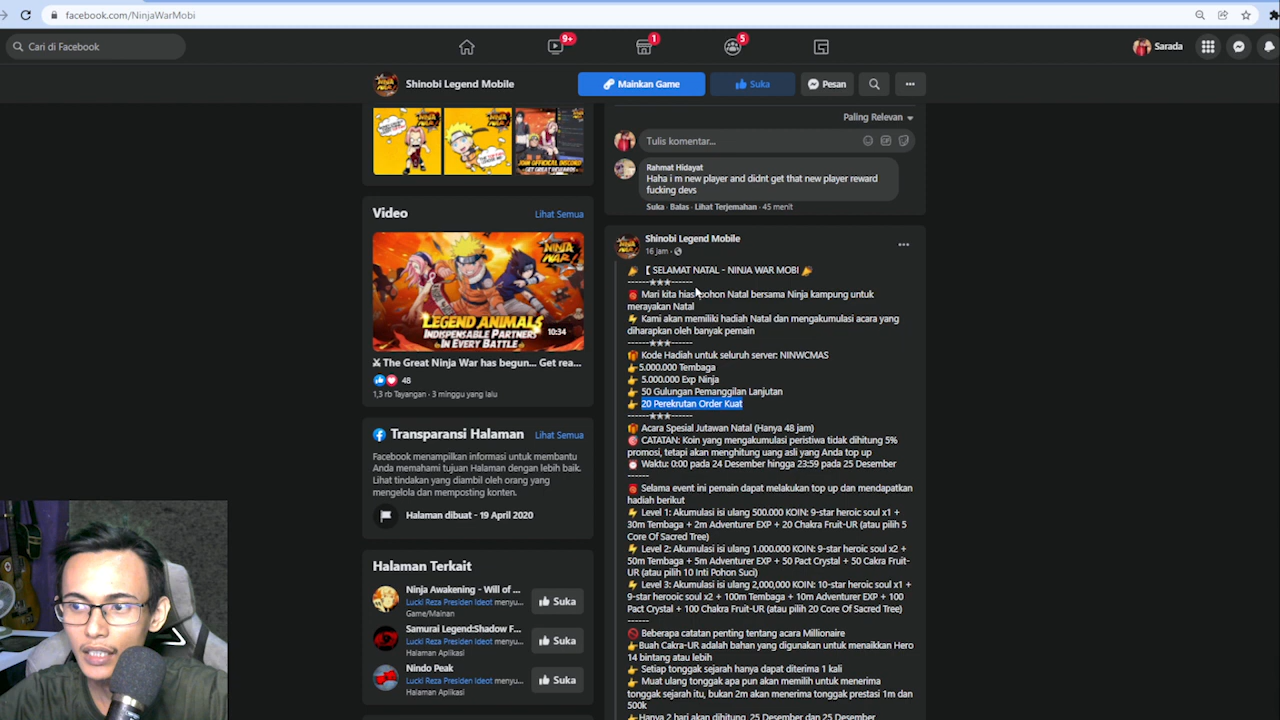 facebook.com/NinjaWarMobi
Cari di Facebook
9+
1
5
Sarada
Shinobi Legend Mobile
Mainkan Game
Suka
Pesan
NINJA WAR!
JOIN OFFICIAL DISCORD
GET GREAT REWARDS
Video
Lihat Semua
NINJA WAR!
LEGEND ANIMALS
INDISPENSABLE PARTNERS
IN EVERY BATTLE
10:34
The Great Ninja War has begun... Get rea...
48
1,3 rb Tayangan · 3 minggu yang lalu
Transparansi Halaman
Lihat Semua
Facebook menampilkan informasi untuk membantu
Anda memahami tujuan Halaman dengan lebih baik.
Lihat tindakan yang diambil oleh orang yang
mengelola dan memposting konten.
Halaman dibuat - 19 April 2020
Halaman Terkait
Ninja Awakening - Will of ...
Lucki Reza Presiden Ideot menyu...
Game/Mainan
Suka
Samurai Legend:Shadow F...
Lucki Reza Presiden Ideot menyu...
Halaman Aplikasi
Suka
Nindo Peak
Lucki Reza Presiden Ideot menyu...
Halaman Aplikasi
Suka
Paling Relevan
Tulis komentar...
Rahmat Hidayat
Haha i m new player and didnt get that new player reward
fucking devs
Suka · Balas · Lihat Terjemahan · 45 menit
Shinobi Legend Mobile
16 jam ·
【 SELAMAT NATAL - NINJA WAR MOBI
------★★★------
Mari kita hias pohon Natal bersama Ninja kampung untuk
merayakan Natal
Kami akan memiliki hadiah Natal dan mengakumulasi acara yang
diharapkan oleh banyak pemain
------★★★------
Kode Hadiah untuk seluruh server: NINWCMAS
5.000.000 Tembaga
5.000.000 Exp Ninja
50 Gulungan Pemanggilan Lanjutan
20 Perekrutan Order Kuat
------★★★------
Acara Spesial Jutawan Natal (Hanya 48 jam)
CATATAN: Koin yang mengakumulasi peristiwa tidak dihitung 5%
promosi, tetapi akan menghitung uang asli yang Anda top up
Waktu: 0:00 pada 24 Desember hingga 23:59 pada 25 Desember
------
Selama event ini pemain dapat melakukan top up dan mendapatkan
hadiah berikut
Level 1: Akumulasi isi ulang 500.000 KOIN: 9-star heroic soul x1 +
30m Tembaga + 2m Adventurer EXP + 20 Chakra Fruit-UR (atau pilih 5
Core Of Sacred Tree)
Level 2: Akumulasi isi ulang 1.000.000 KOIN: 9-star heroic soul x2 +
50m Tembaga + 5m Adventurer EXP + 50 Pact Crystal + 50 Cakra Fruit-
UR (atau pilih 10 Inti Pohon Suci)
Level 3: Akumulasi isi ulang 2,000,000 KOIN: 10-star heroic soul x1 +
9-star heroic soul x2 + 100m Tembaga + 10m Adventurer EXP + 100
Pact Crystal + 100 Chakra Fruit-UR (atau pilih 20 Core Of Sacred Tree)
------
Beberapa catatan penting tentang acara Millionaire
Buah Cakra-UR adalah bahan yang digunakan untuk menaikkan Hero
14 bintang atau lebih
Setiap tonggak sejarah hanya dapat diterima 1 kali
Muat ulang tonggak apa pun akan memilih untuk menerima
tonggak sejarah itu, bukan 2m akan menerima tonggak prestasi 1m dan
500k
Hanya 2 hari akan dihitung, 25 Desember dan 25 Desember